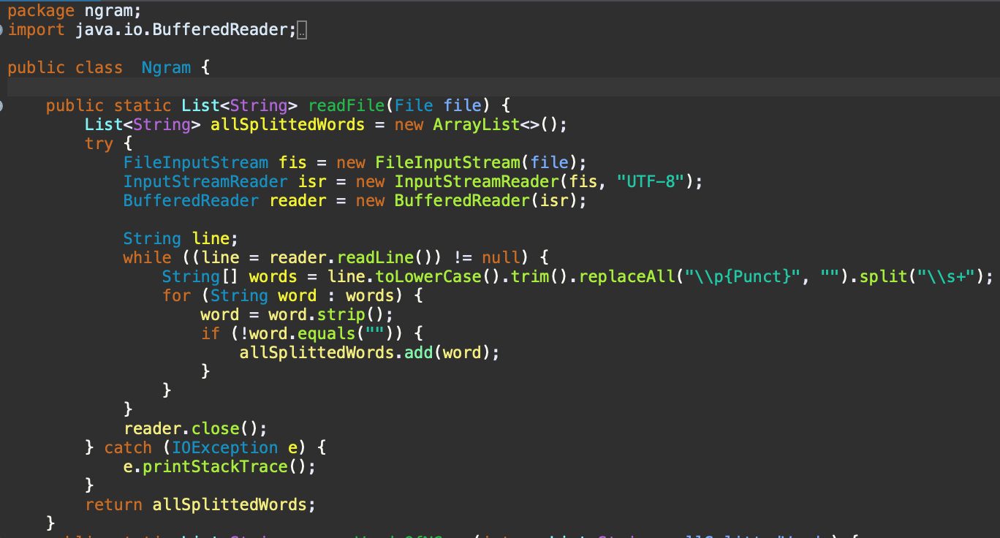 package ngram;
import java.io.BufferedReader;
public class  Ngram {
    public static List<String> readFile(File file) {
        List<String> allSplittedWords = new ArrayList<>();
        try {
            FileInputStream fis = new FileInputStream(file);
            InputStreamReader isr = new InputStreamReader(fis, "UTF-8");
            BufferedReader reader = new BufferedReader(isr);
            String line;
            while ((line = reader.readLine()) != null) {
                String[] words = line.toLowerCase().trim().replaceAll("\\p{Punct}", "").split("\\s+");
                for (String word : words) {
                    word = word.strip();
                    if (!word.equals("")) {
                        allSplittedWords.add(word);
                    }
                }
            }
            reader.close();
        } catch (IOException e) {
            e.printStackTrace();
        }
        return allSplittedWords;
    }